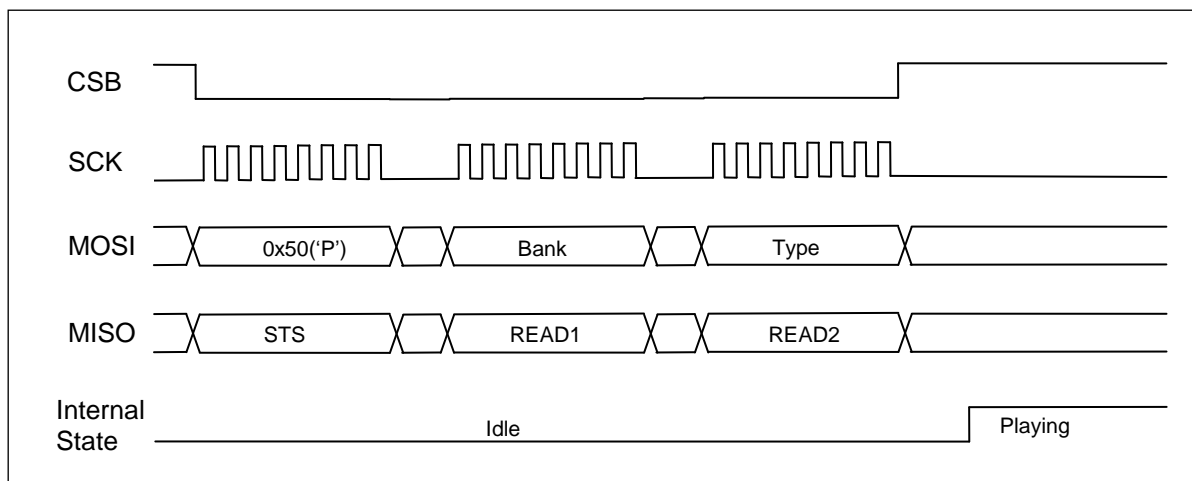 CSB
SCK
MOSI
0x50(‘P’)
Bank
Type
MISO
STS
READ1
READ2
Internal
State
Idle
Playing